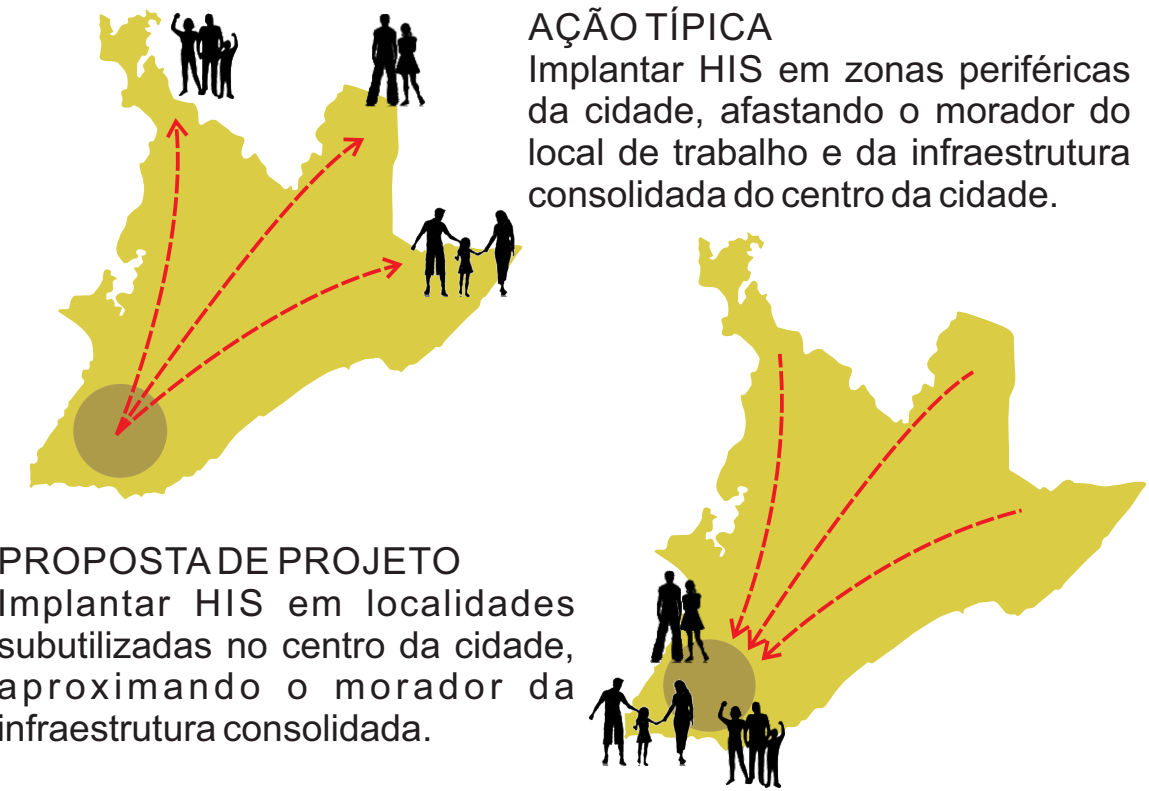 AÇÃO TÍPICA
Implantar HIS em zonas periféricas
da cidade, afastando o morador do
local de trabalho e da infraestrutura
consolidada do centro da cidade.
PROPOSTA DE PROJETO
Implantar HIS em localidades
subutilizadas no centro da cidade,
aproximando o morador da
infraestrutura consolidada.